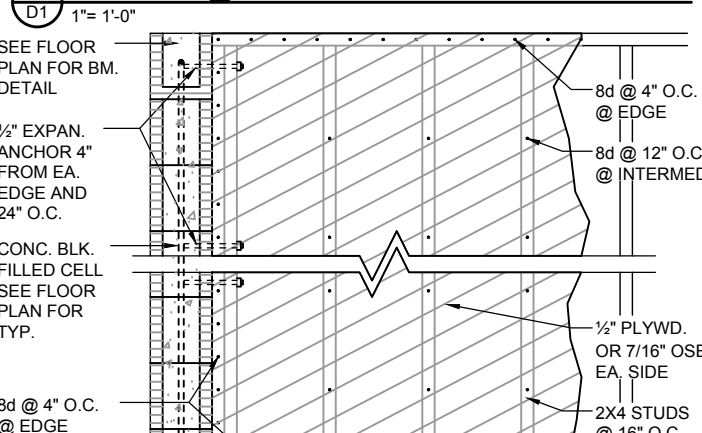 D1
1"= 1'-0"
SEE FLOOR
PLAN FOR BM.
DETAIL
½" EXPAN.
ANCHOR 4"
FROM EA.
EDGE AND
24" O.C.
CONC. BLK.
FILLED CELL
SEE FLOOR
PLAN FOR
TYP.
8d @ 4" O.C.
@ EDGE
8d @ 4" O.C.
@ EDGE
8d @ 12" O.C
@ INTERMED
½" PLYWD.
OR 7/16" OSB
EA. SIDE
2X4 STUDS
@ 16" O.C.